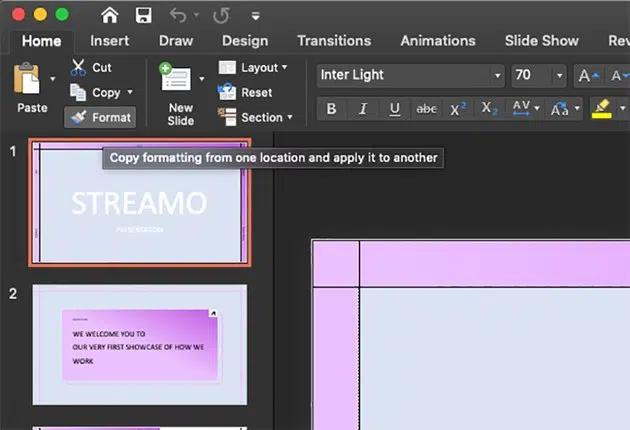 Home Insert Draw Design Transitions Animations Slide Show Rev
Paste
Cut
Copy
Format
New
Slide
Layout
Reset
Section
Inter Light 70 A A
B I U abc X2 X2 AV Aa
1
Copy formatting from one location and apply it to another
STREAMO
PRESENTATION
2
WE WELCOME YOU TO
OUR VERY FIRST SHOWCASE OF HOW WE
WORK